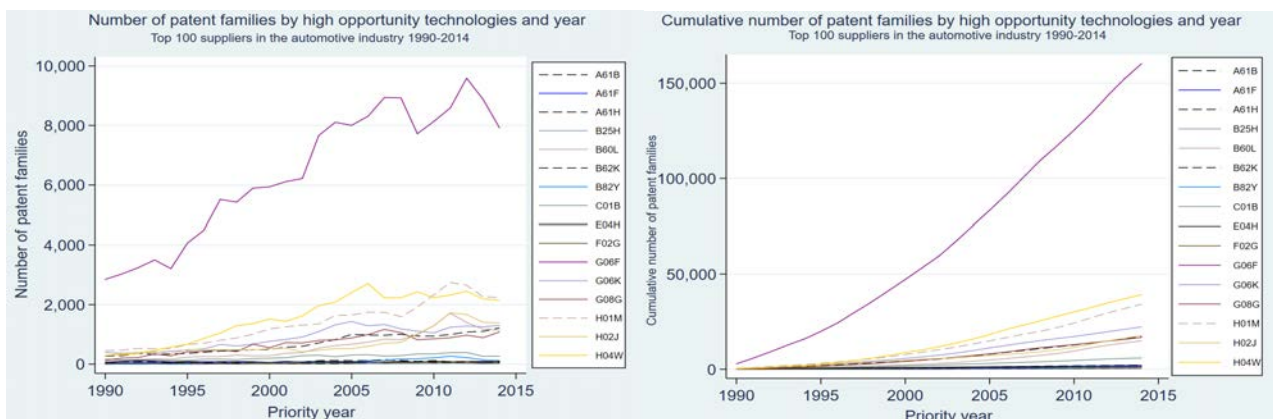 Number of patent families by high opportunity technologies and year
Top 100 suppliers in the automotive industry 1990-2014
Number of patent families
10,000
8,000
6,000
4,000
2,000
0
1990
1995
2000
2005
2010
2015
Priority year
A61B
A61F
A61H
B25H
B60L
B62K
B82Y
C01B
E04H
F02G
G06F
G06K
G08G
H01M
H02J
H04W
Cumulative number of patent families by high opportunity technologies and year
Top 100 suppliers in the automotive industry 1990-2014
Cumulative number of patent families
150,000
100,000
50,000
0
1990
1995
2000
2005
2010
2015
Priority year
A61B
A61F
A61H
B25H
B60L
B62K
B82Y
C01B
E04H
F02G
G06F
G06K
G08G
H01M
H02J
H04W